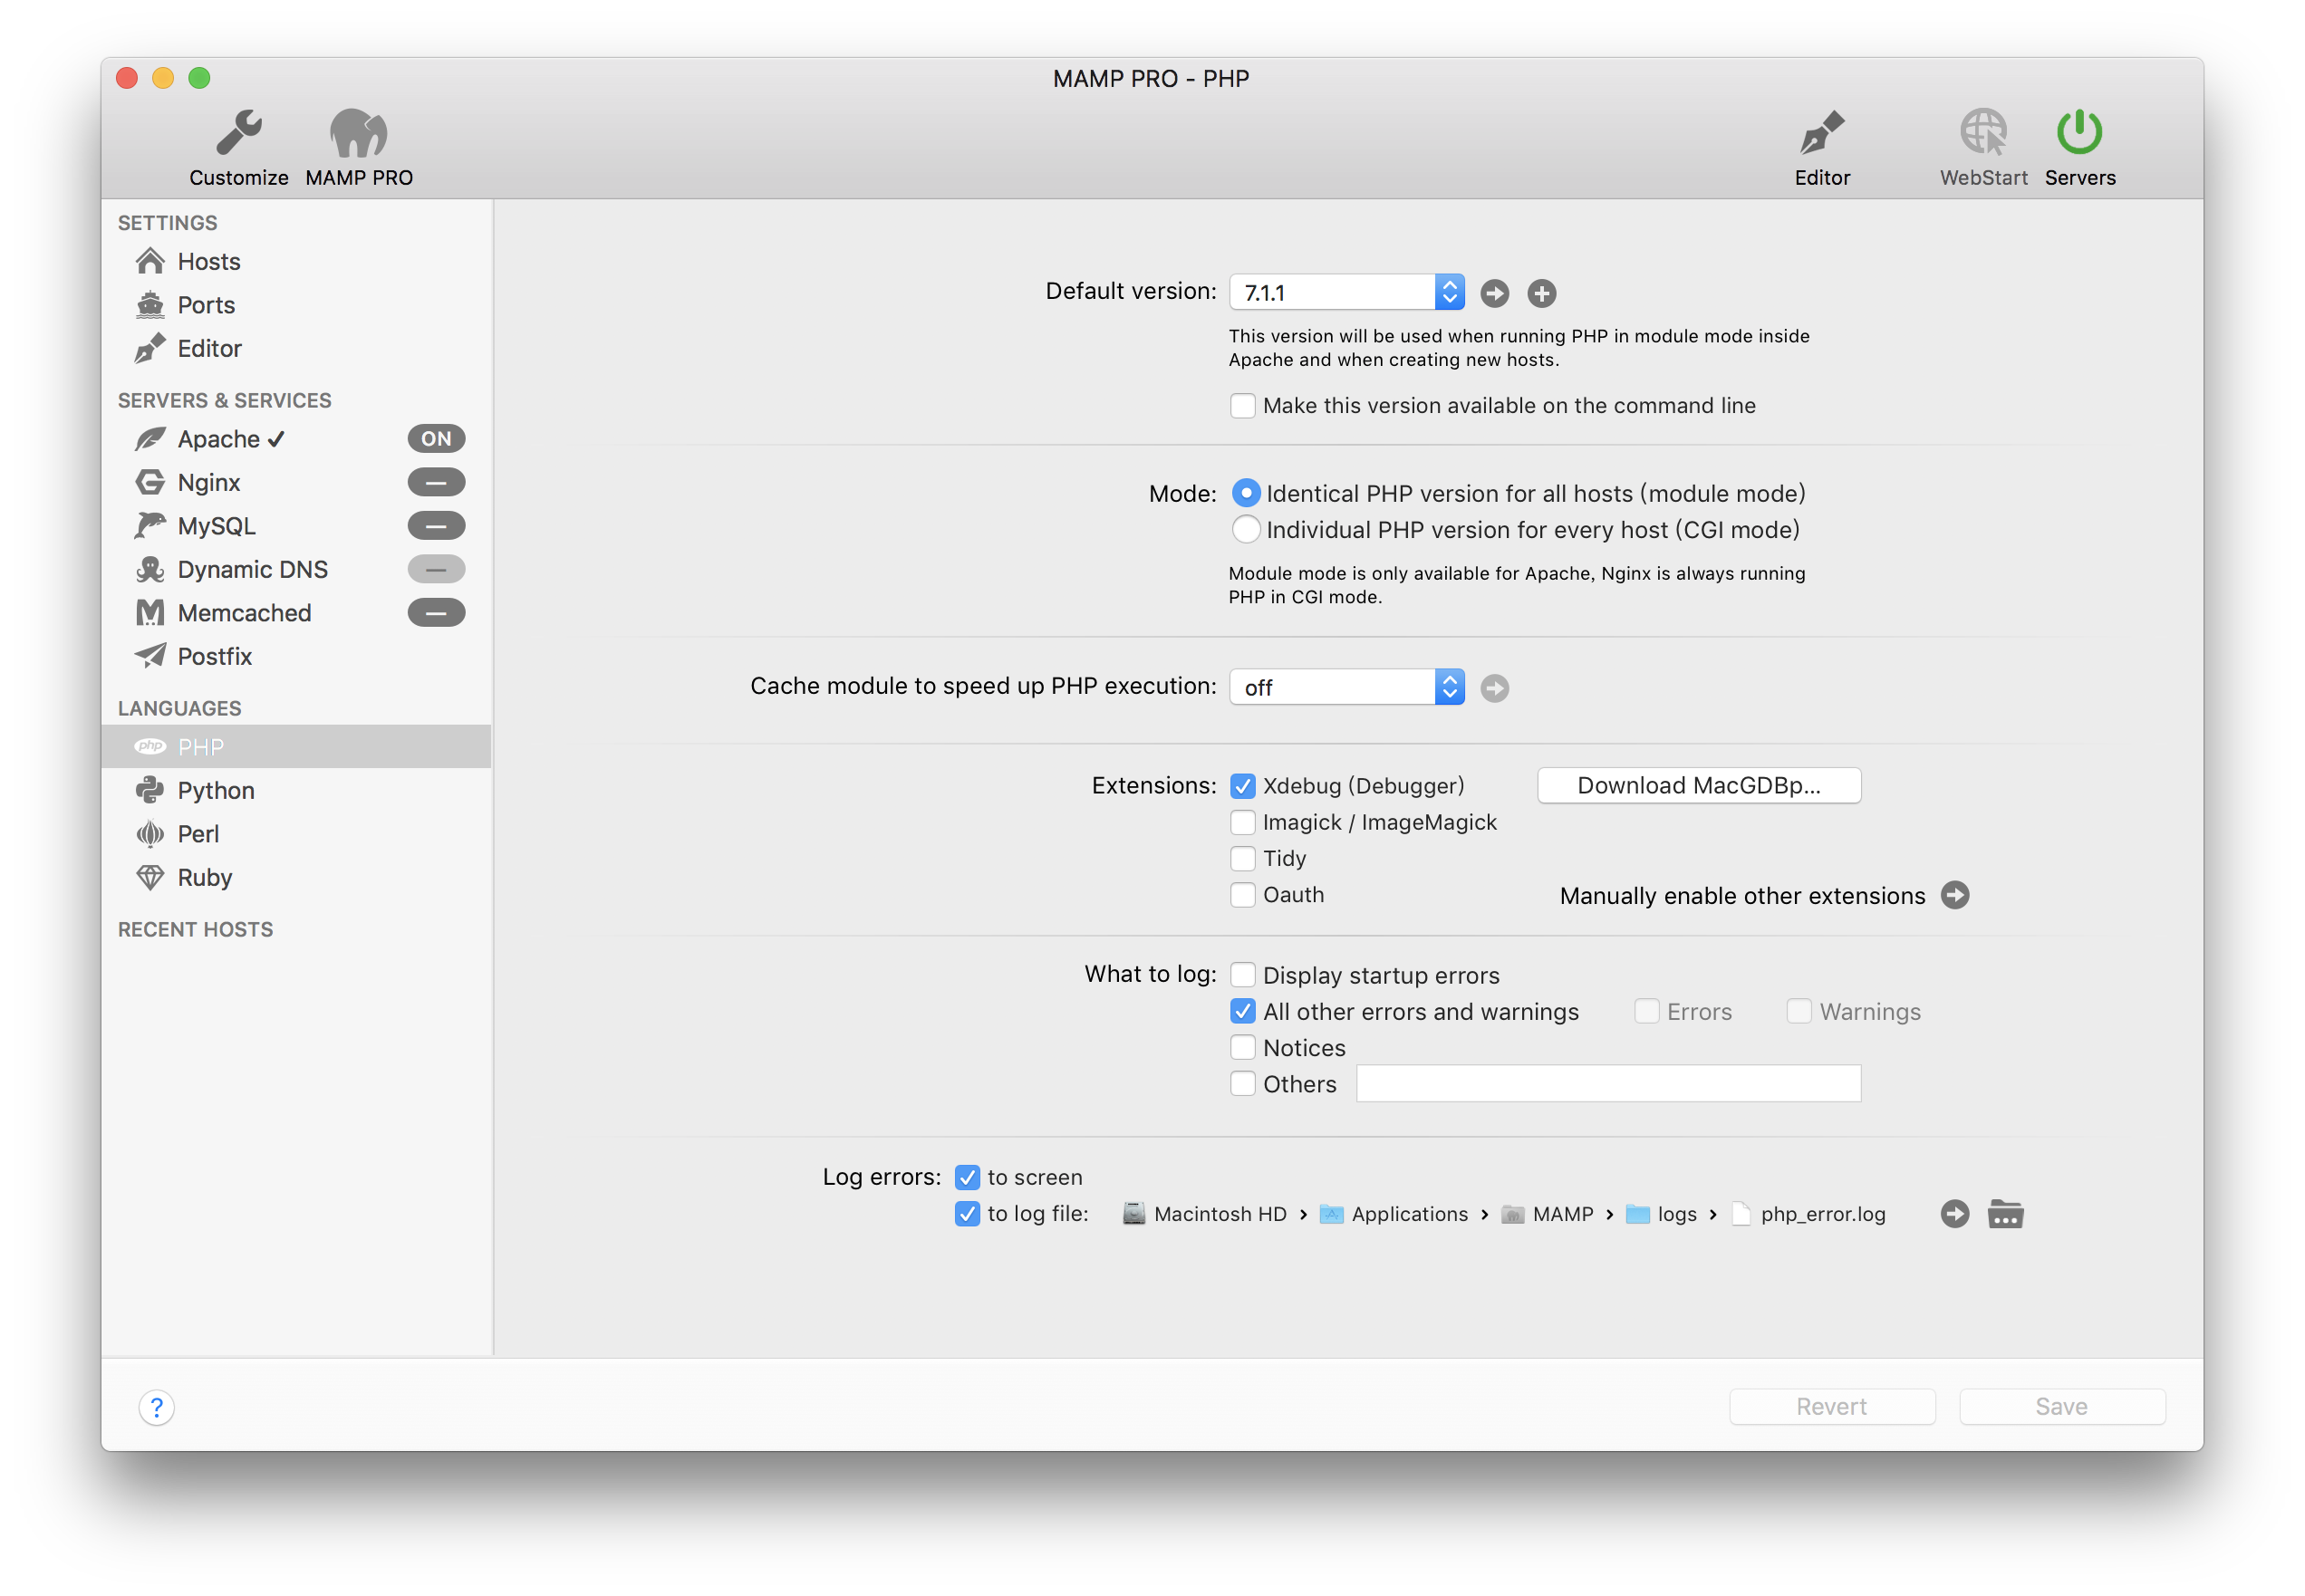 MAMP PRO - PHP
Customize
MAMP PRO
Editor
WebStart
Servers
SETTINGS
Hosts
Ports
Editor
SERVERS & SERVICES
Apache ✓ ON
Nginx —
MySQL —
Dynamic DNS —
Memcached —
Postfix
LANGUAGES
php PHP
Python
Perl
Ruby
RECENT HOSTS
Default version: 7.1.1
This version will be used when running PHP in module mode inside
Apache and when creating new hosts.
Make this version available on the command line
Mode: Identical PHP version for all hosts (module mode)
Individual PHP version for every host (CGI mode)
Module mode is only available for Apache, Nginx is always running
PHP in CGI mode.
Cache module to speed up PHP execution: off
Extensions: Xdebug (Debugger) Download MacGDBp...
Imagick / ImageMagick
Tidy
Oauth Manually enable other extensions
What to log: Display startup errors
All other errors and warnings Errors Warnings
Notices
Others
Log errors: to screen
to log file: Macintosh HD › Applications › MAMP › logs › php_error.log
? Revert Save